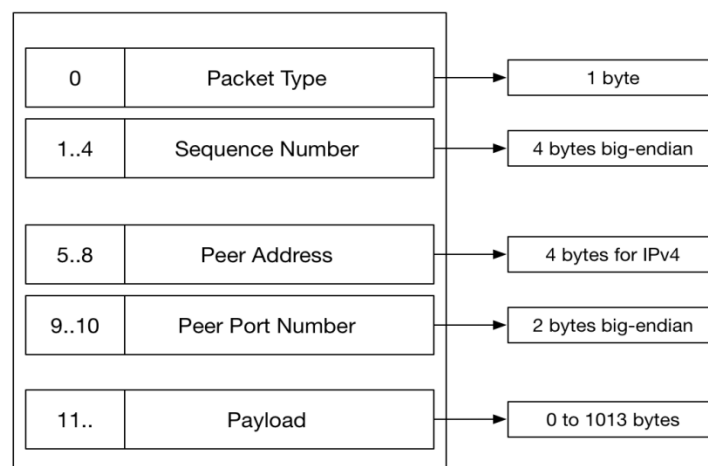 0 Packet Type 1 byte
1..4 Sequence Number 4 bytes big-endian
5..8 Peer Address 4 bytes for IPv4
9..10 Peer Port Number 2 bytes big-endian
11.. Payload 0 to 1013 bytes